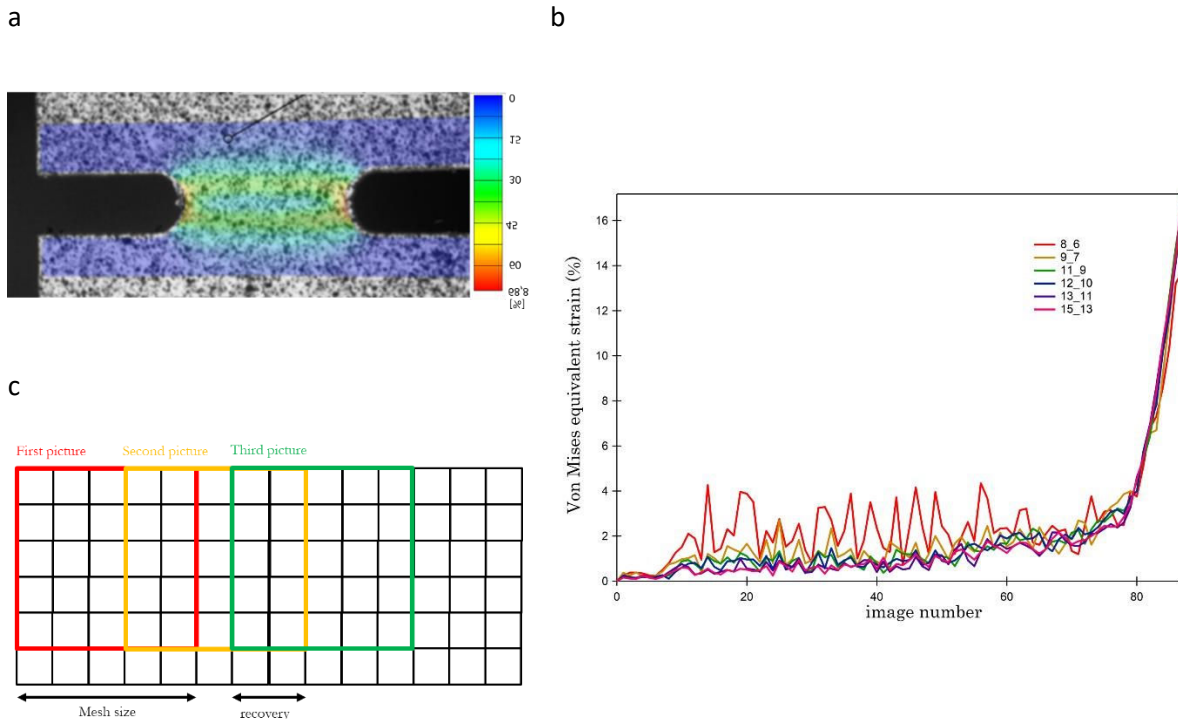 a
0
15
30
45
60
68,8
[%]
b
Von Mises equivalent strain (%)
16
14
12
10
8
6
4
2
0
8_6
9_7
11_9
12_10
13_11
15_13
0
20
40
60
80
image number
c
First picture
Second picture
Third picture
Mesh size
recovery